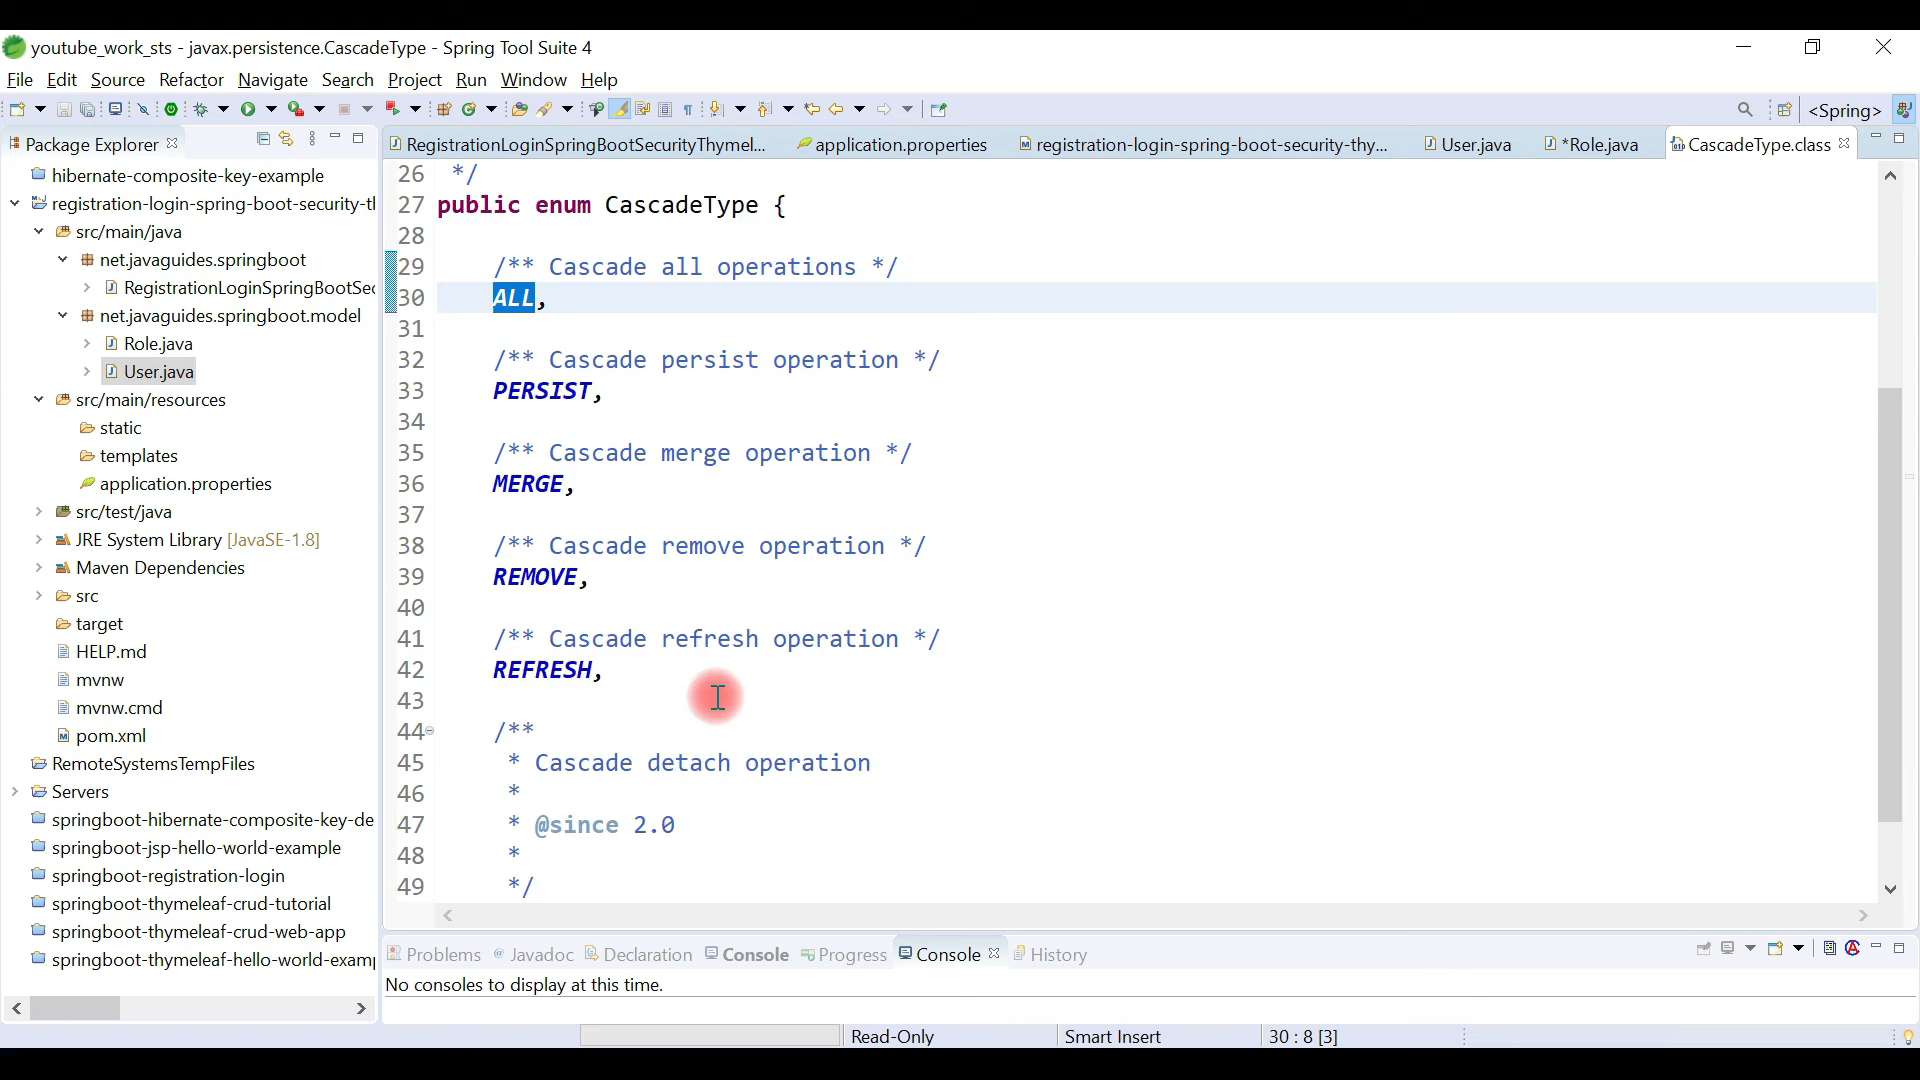 youtube_work_sts - javax.persistence.CascadeType - Spring Tool Suite 4
File Edit Source Refactor Navigate Search Project Run Window Help
<Spring>
Package Explorer
hibernate-composite-key-example
registration-login-spring-boot-security-tl
src/main/java
net.javaguides.springboot
RegistrationLoginSpringBootSec
net.javaguides.springboot.model
Role.java
User.java
src/main/resources
static
templates
application.properties
src/test/java
JRE System Library [JavaSE-1.8]
Maven Dependencies
src
target
HELP.md
mvnw
mvnw.cmd
pom.xml
RemoteSystemsTempFiles
Servers
springboot-hibernate-composite-key-de
springboot-jsp-hello-world-example
springboot-registration-login
springboot-thymeleaf-crud-tutorial
springboot-thymeleaf-crud-web-app
springboot-thymeleaf-hello-world-examp
RegistrationLoginSpringBootSecurityThymel... application.properties registration-login-spring-boot-security-thy... User.java *Role.java CascadeType.class
26 */
27 public enum CascadeType {
28
29 /** Cascade all operations */
30 ALL,
31
32 /** Cascade persist operation */
33 PERSIST,
34
35 /** Cascade merge operation */
36 MERGE,
37
38 /** Cascade remove operation */
39 REMOVE,
40
41 /** Cascade refresh operation */
42 REFRESH,
43
44 /**
45 * Cascade detach operation
46 *
47 * @since 2.0
48 *
49 */
Problems Javadoc Declaration Console Progress Console History
No consoles to display at this time.
Read-Only Smart Insert 30 : 8 [3]